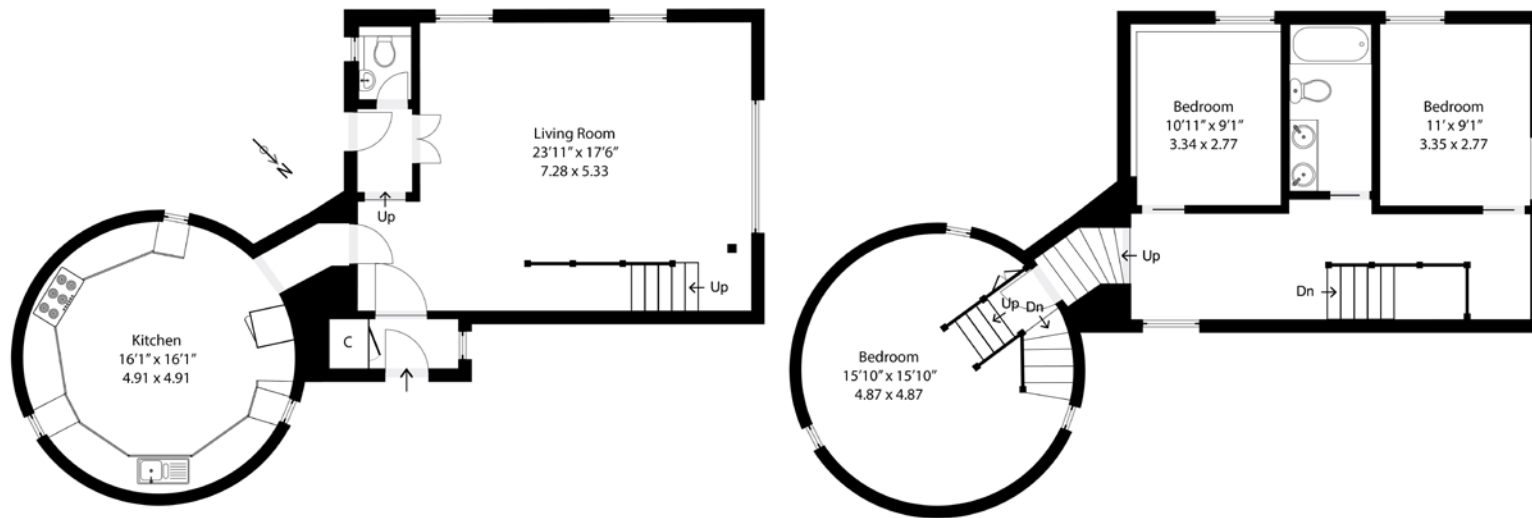 Living Room
23'11" x 17'6"
7.28 x 5.33
N
Up
Up
Kitchen
16'1" x 16'1"
4.91 x 4.91
C
Bedroom
10'11" x 9'1"
3.34 x 2.77
Bedroom
11' x 9'1"
3.35 x 2.77
Up
Up
Dn
Dn
Bedroom
15'10" x 15'10"
4.87 x 4.87